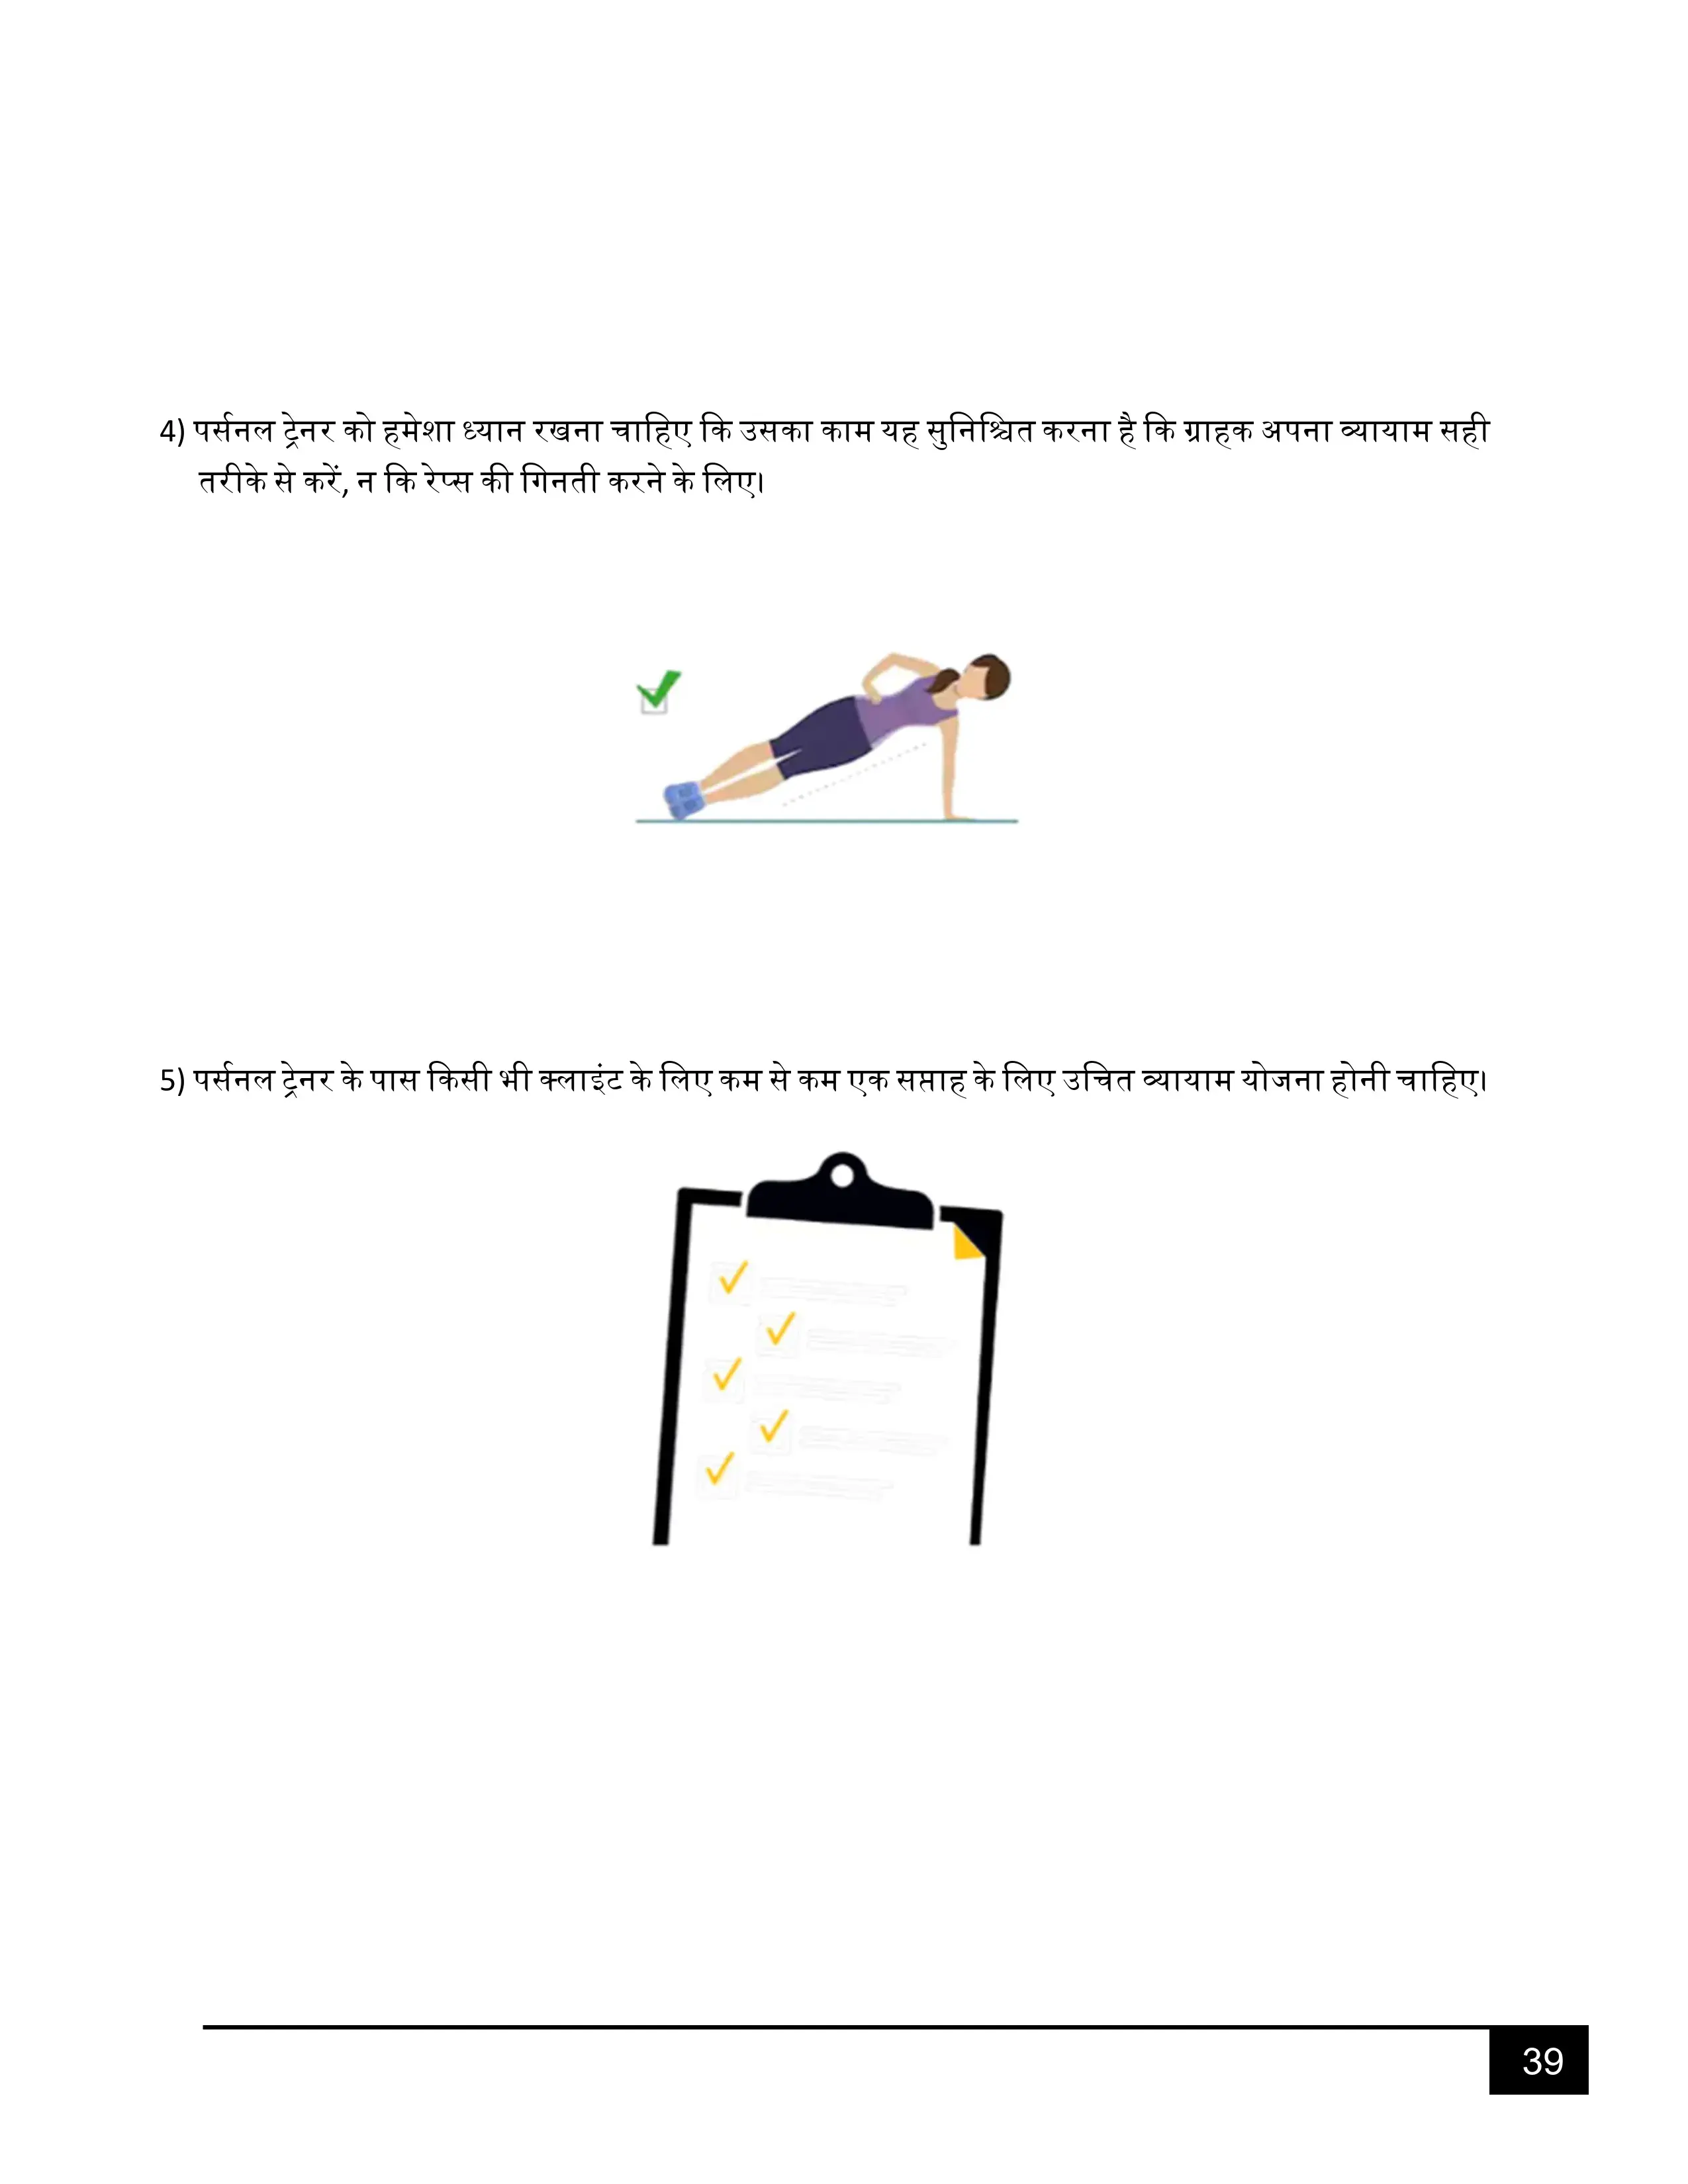 4) पर्सनल ट्रेनर को हमेशा ध्यान रखना चाहिए कि उसका काम यह सुनिश्चित करना है कि ग्राहक अपना व्यायाम सही
तरीके से करें, न कि रेप्स की गिनती करने के लिए।
5) पर्सनल ट्रेनर के पास किसी भी क्लाइंट के लिए कम से कम एक सप्ताह के लिए उचित व्यायाम योजना होनी चाहिए।
39